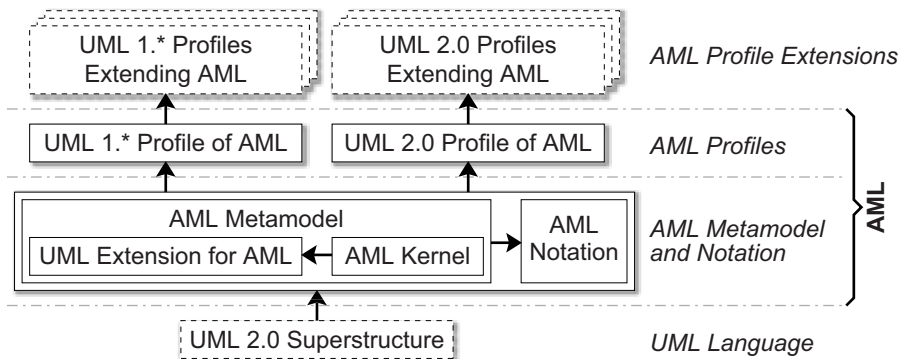 UML 1.* Profiles
Extending AML
UML 2.0 Profiles
Extending AML
AML Profile Extensions
UML 1.* Profile of AML
UML 2.0 Profile of AML
AML Profiles
AML Metamodel
UML Extension for AML
AML Kernel
AML
Notation
AML Metamodel
and Notation
AML
UML 2.0 Superstructure
UML Language